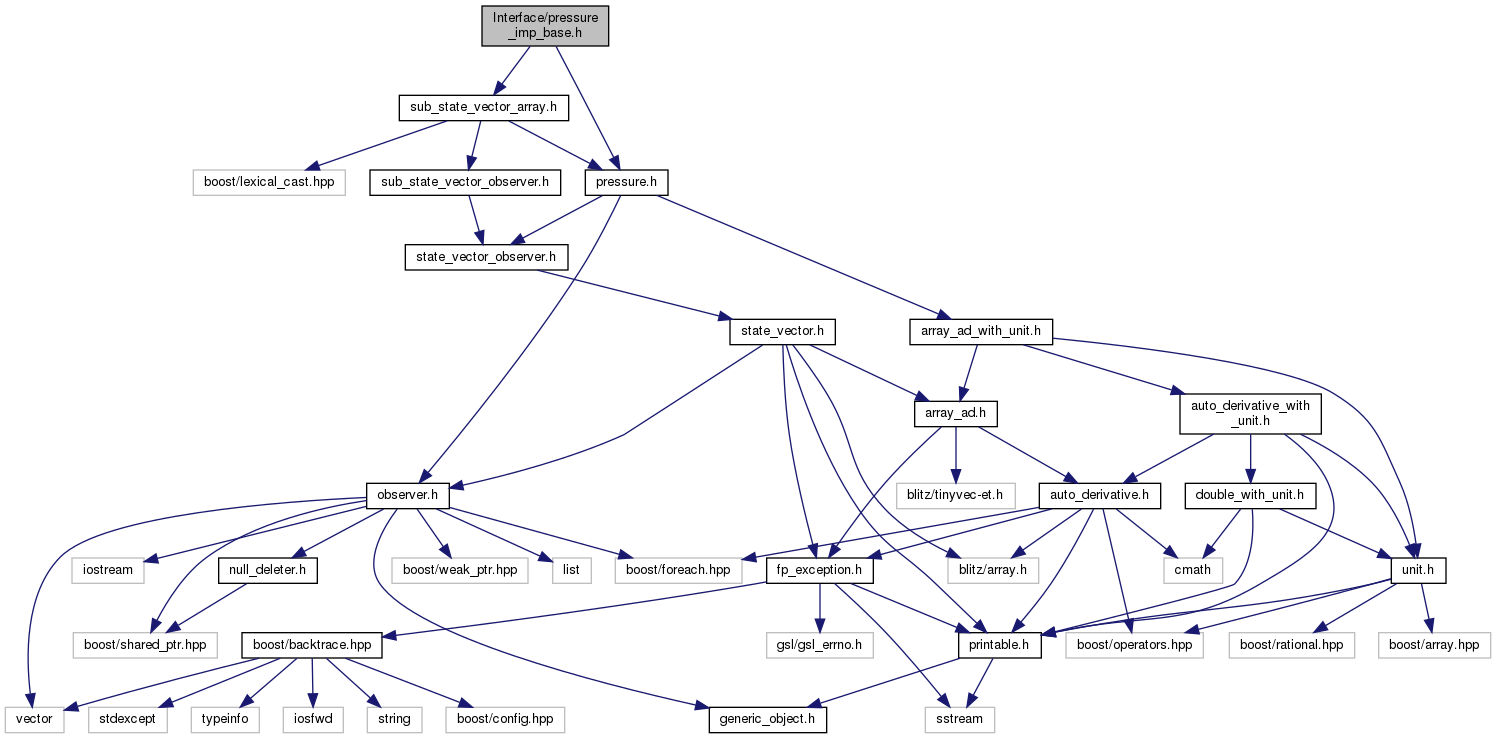 Interface/pressure
_imp_base.h
sub_state_vector_array.h
boost/lexical_cast.hpp
sub_state_vector_observer.h
pressure.h
state_vector_observer.h
state_vector.h
array_ad_with_unit.h
array_ad.h
auto_derivative_with
_unit.h
observer.h
blitz/tinyvec-et.h
auto_derivative.h
double_with_unit.h
iostream
null_deleter.h
boost/weak_ptr.hpp
list
boost/foreach.hpp
fp_exception.h
blitz/array.h
cmath
unit.h
boost/shared_ptr.hpp
boost/backtrace.hpp
gsl/gsl_errno.h
printable.h
boost/operators.hpp
boost/rational.hpp
boost/array.hpp
vector
stdexcept
typeinfo
iosfwd
string
boost/config.hpp
generic_object.h
sstream